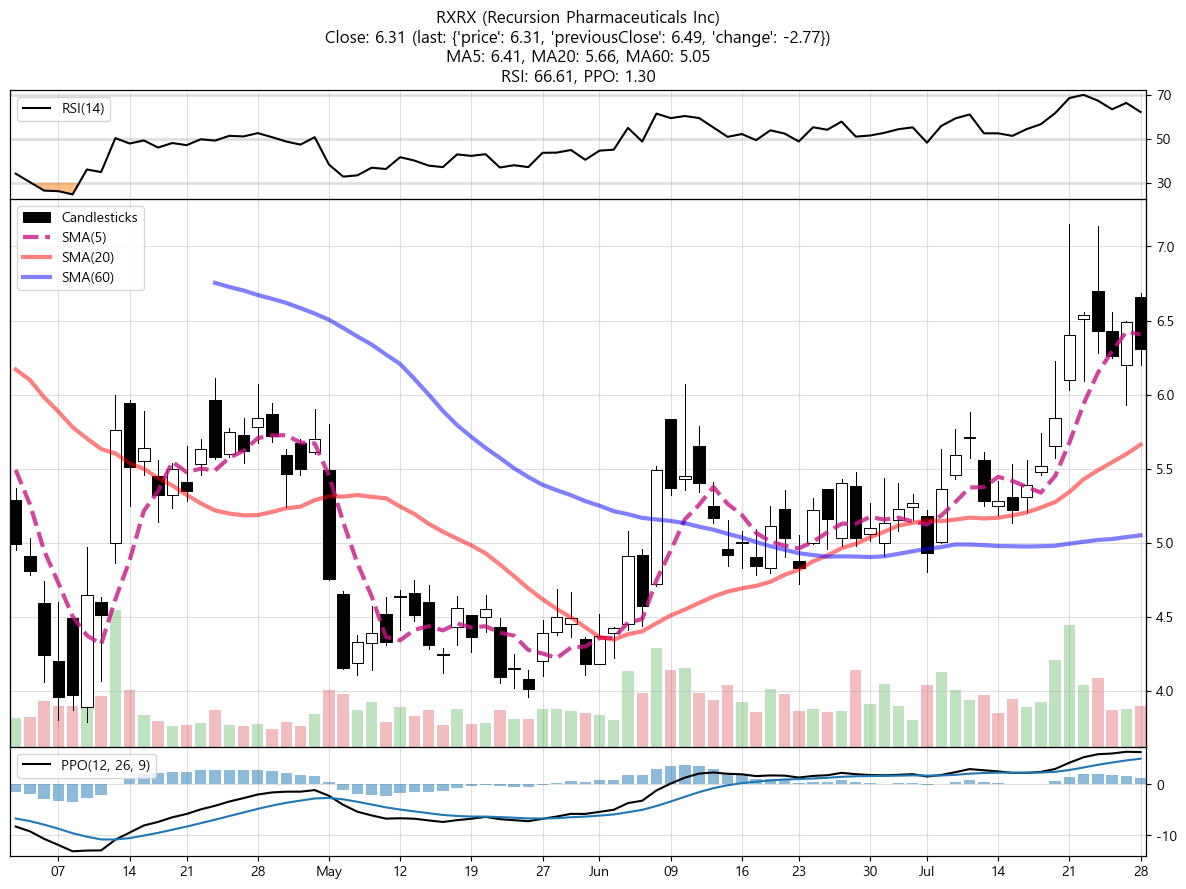 RXRX (Recursion Pharmaceuticals Inc)
Close: 6.31 (last: {'price': 6.31, 'previousClose': 6.49, 'change': -2.77})
MA5: 6.41, MA20: 5.66, MA60: 5.05
RSI: 66.61, PPO: 1.30
RSI(14)
70
50
30
Candlesticks
SMA(5)
SMA(20)
SMA(60)
7.0
6.5
6.0
5.5
5.0
4.5
4.0
PPO(12, 26, 9)
0
-10
07 14 21 28 May 12 19 27 Jun 09 16 23 30 Jul 14 21 28